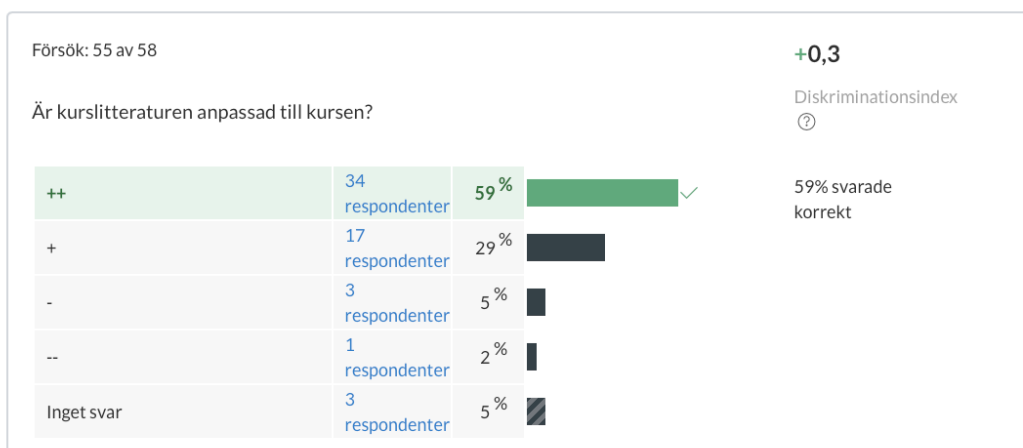 Försök: 55 av 58
+0,3
Diskriminationsindex
?
Är kurslitteraturen anpassad till kursen?
++
34
respondenter
59 %
59% svarade
korrekt
+
17
respondenter
29 %
-
3
respondenter
5 %
--
1
respondenter
2 %
Inget svar
3
respondenter
5 %